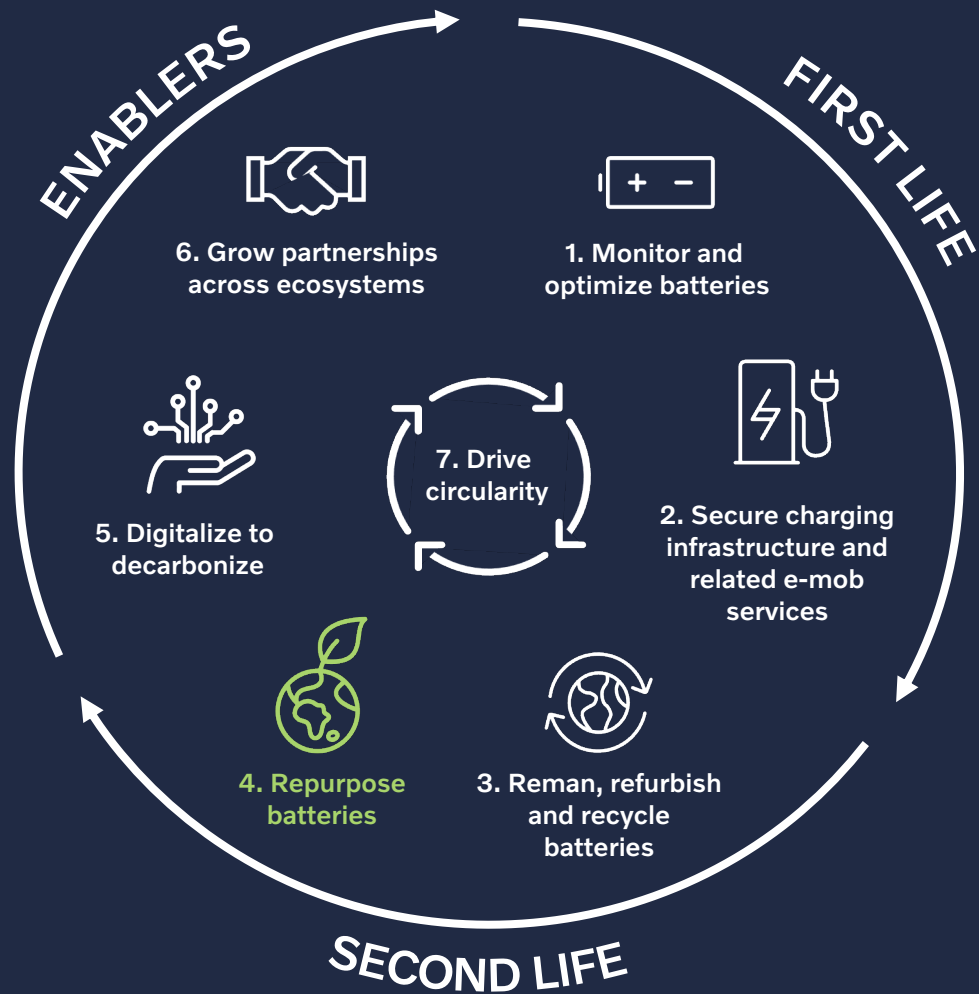 ENABLERS
FIRST LIFE
6. Grow partnerships
across ecosystems
1. Monitor and
optimize batteries
+ −
5. Digitalize to
decarbonize
7. Drive
circularity
2. Secure charging
infrastructure and
related e-mob
services
4. Repurpose
batteries
3. Reman, refurbish
and recycle
batteries
SECOND LIFE